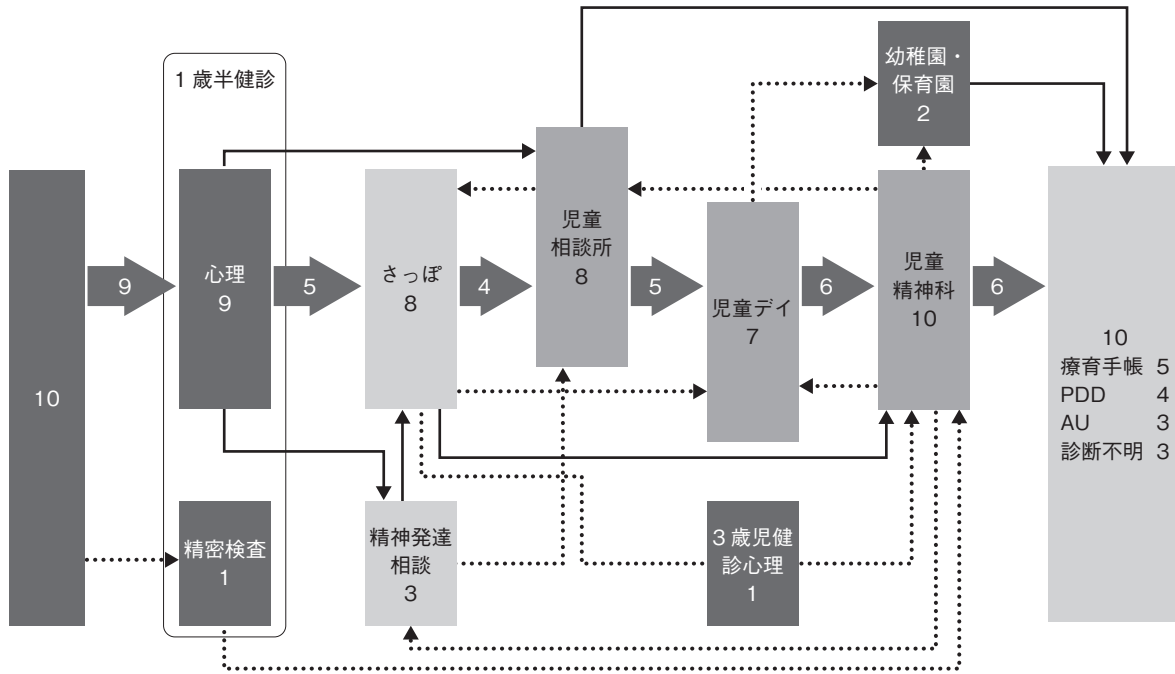 10
9
1 歳半健診
心理
9
精密検査
1
5
さっぽ
8
精神発達
相談
3
4
児童
相談所
8
5
児童デイ
7
3 歳児健
診心理
1
6
幼稚園・
保育園
2
児童
精神科
10
6
10
療育手帳 5
PDD 4
AU 3
診断不明 3